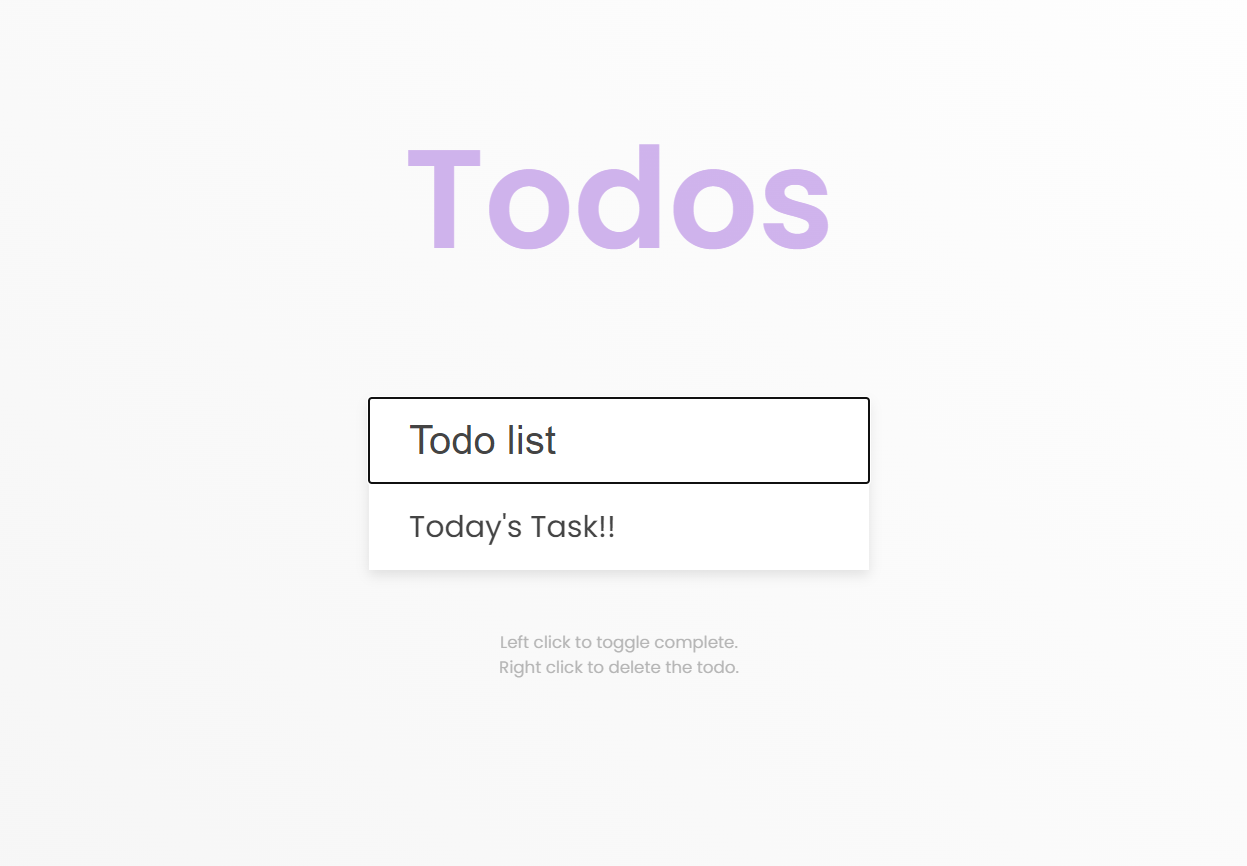 Todos
Todo list
Today's Task!!
Left click to toggle complete.
Right click to delete the todo.